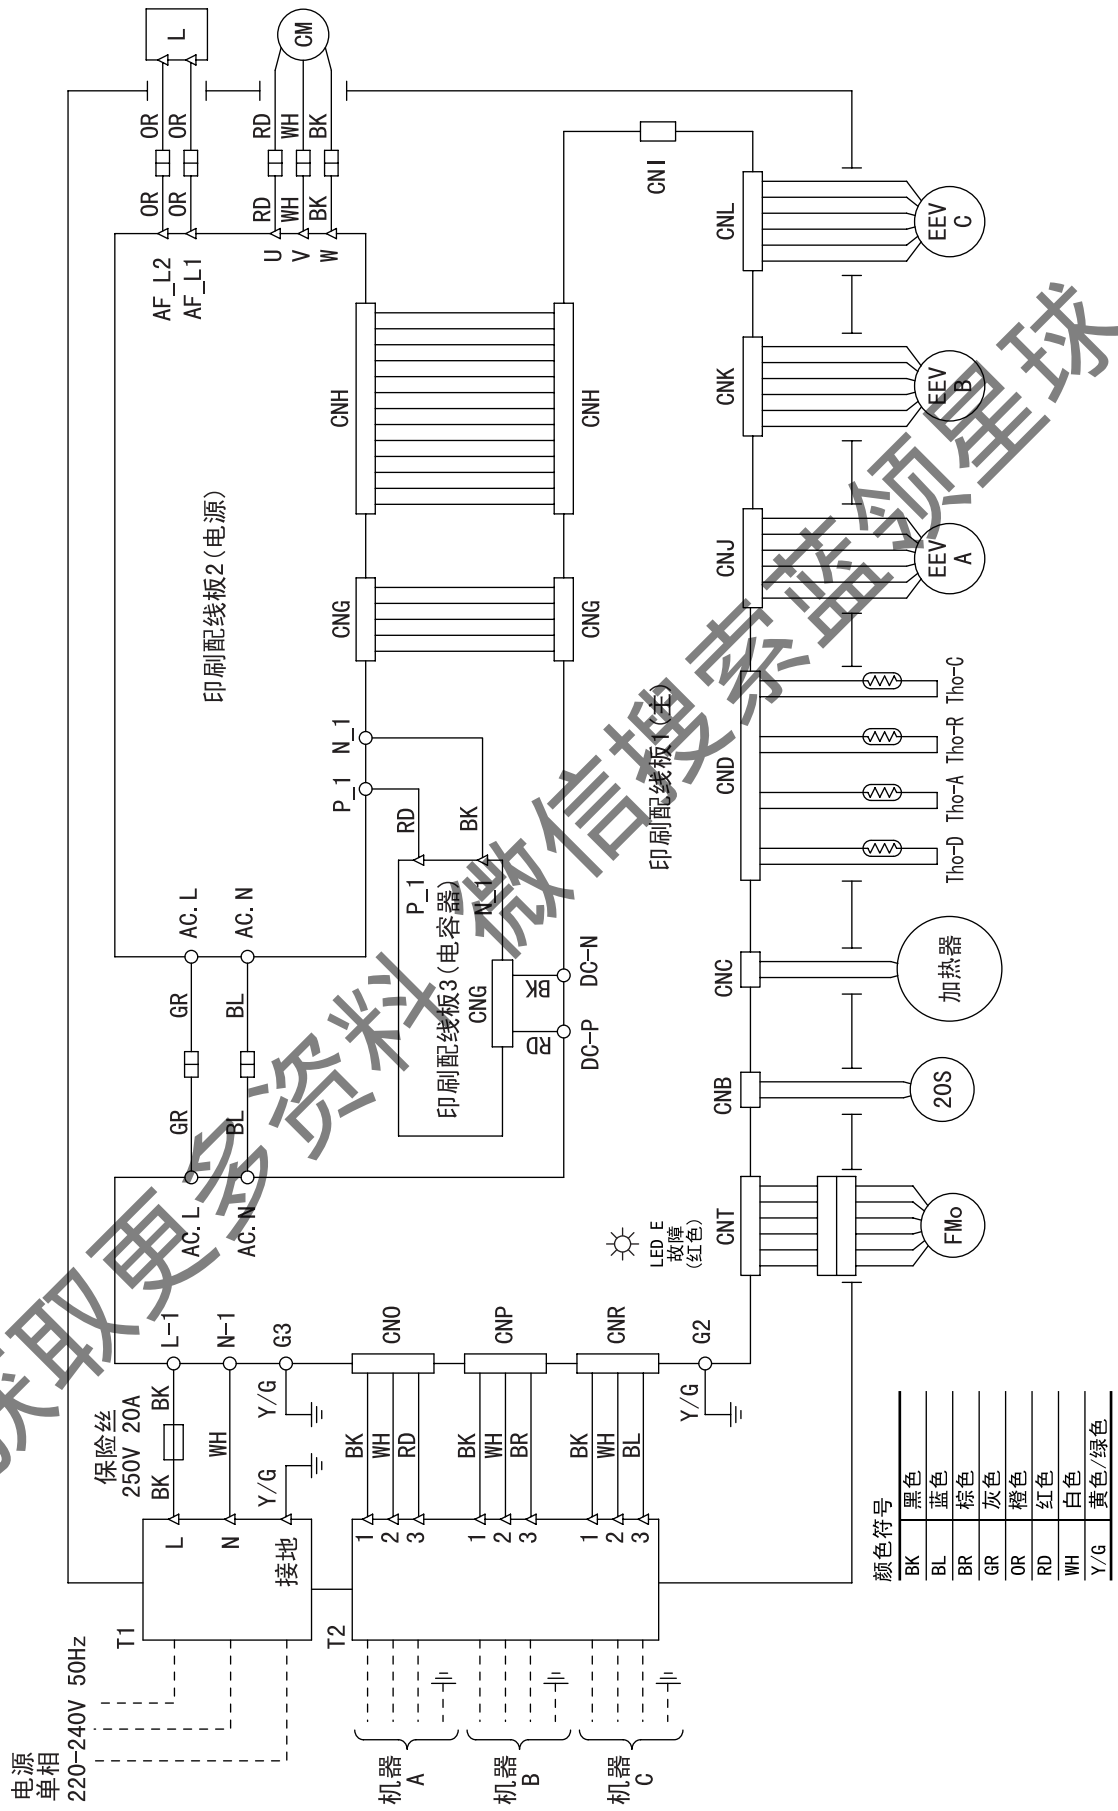 电源
单相
220-240V 50Hz
T1
L
N
接地
保险丝
250V 20A
BK
BK
WH
Y/G
Y/G
L-1
N-1
G3
T2
1
2
3
1
2
3
1
2
3
BK
WH
RD
BK
WH
BR
BK
WH
BL
CNO
CNP
CNR
Y/G
G2
机器
A
机器
B
机器
C
AC.L
AC.N
GR
GR
BL
BL
AC.L
AC.N
印刷配线板2(电源)
AF_L2
AF_L1
U
V
W
OR
OR
OR
OR
RD
WH
BK
RD
WH
BK
L
CM
CNH
CNH
CNG
CNG
P_1
N_1
RD
BK
P_1
N_1
印刷配线板3(电容器)
CNG
RD
BK
DC-P
DC-N
印刷配线板1(主)
LED E
故障
(红色)
CNT
CNB
CNC
CND
CNJ
CNK
CNL
CNI
FMo
20S
加热器
Tho-D
Tho-A
Tho-R
Tho-C
EEV
A
EEV
B
EEV
C
颜色符号
BK 黑色
BL 蓝色
BR 棕色
GR 灰色
OR 橙色
RD 红色
WH 白色
Y/G 黄色/绿色
获取更多资料 微信搜索蓝领星球